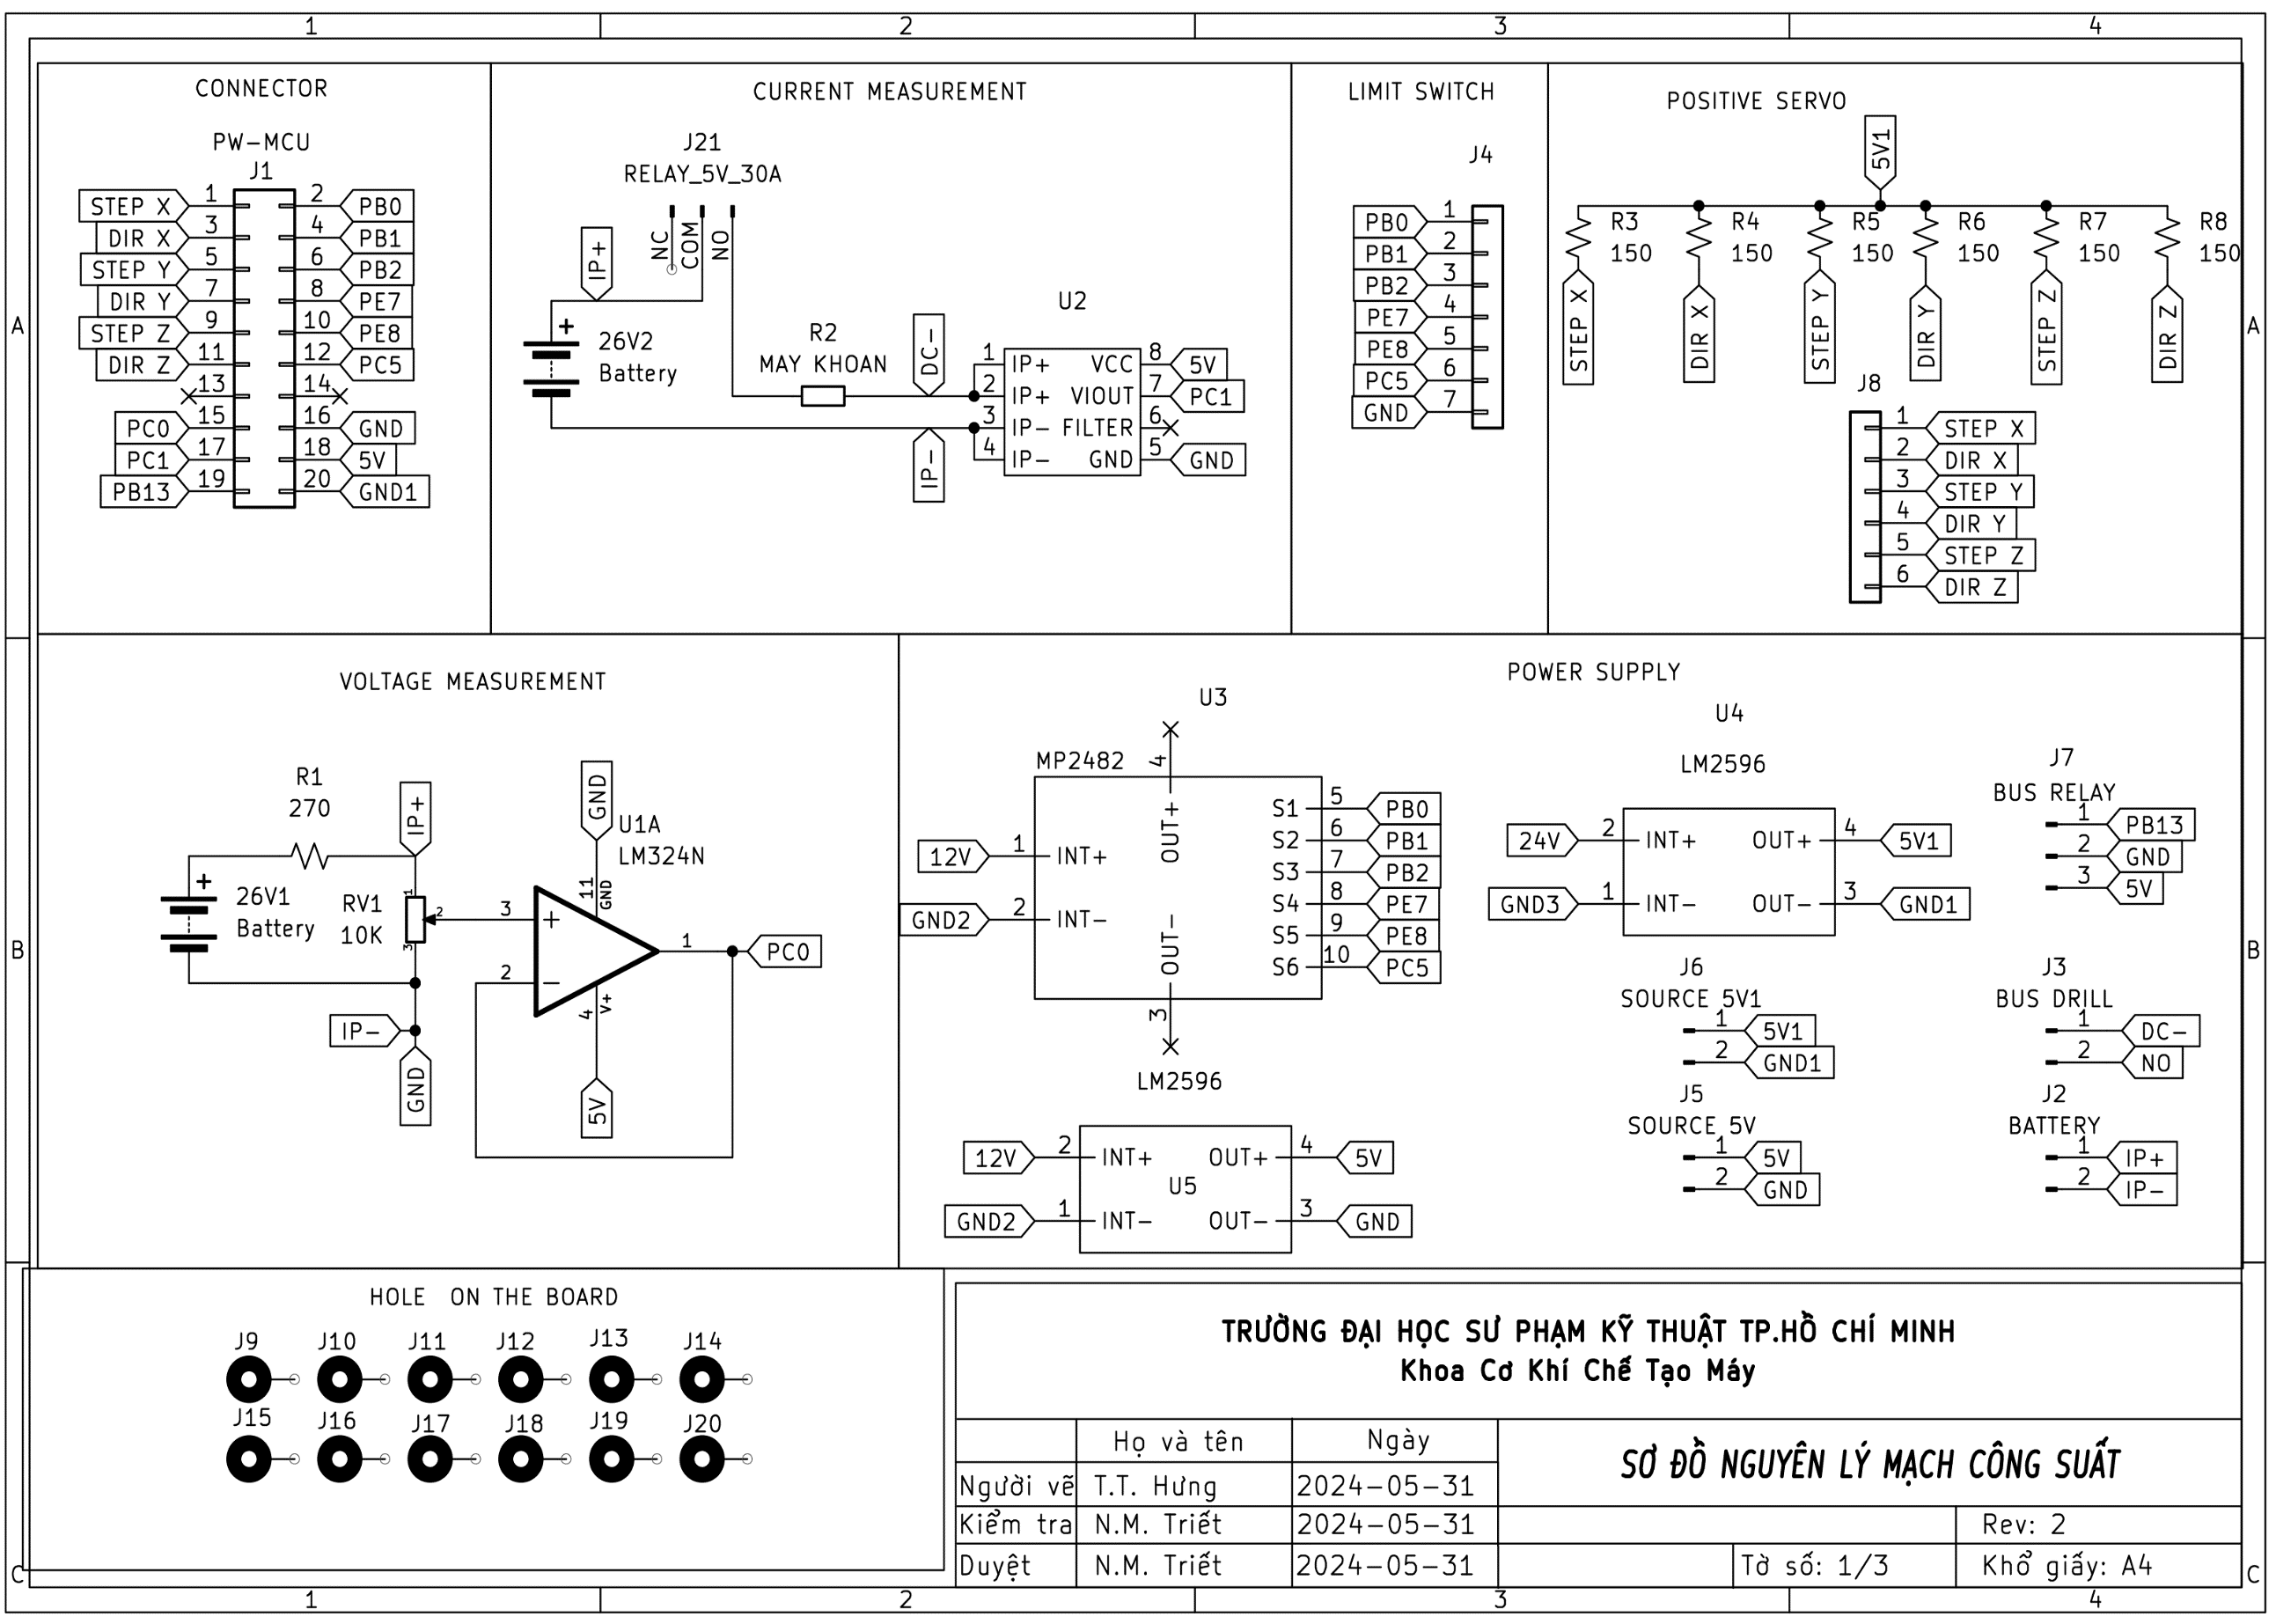 1 2 3 4
A B C
A B C
CONNECTOR
PW-MCU
J1
STEP X 1 2 PB0
DIR X 3 4 PB1
STEP Y 5 6 PB2
DIR Y 7 8 PE7
STEP Z 9 10 PE8
DIR Z 11 12 PC5
13 14
PC0 15 16 GND
PC1 17 18 5V
PB13 19 20 GND1
CURRENT MEASUREMENT
J21
RELAY_5V_30A
NC
COM
NO
IP+
+
26V2
Battery
R2
MAY KHOAN
DC-
IP-
U2
1 IP+ VCC 8 5V
2 IP+ VIOUT 7 PC1
3 IP- FILTER 6
4 IP- GND 5 GND
LIMIT SWITCH
J4
PB0 1
PB1 2
PB2 3
PE7 4
PE8 5
PC5 6
GND 7
POSITIVE SERVO
5V1
R3 R4 R5 R6 R7 R8
150 150 150 150 150 150
STEP X DIR X STEP Y DIR Y STEP Z DIR Z
J8
1 STEP X
2 DIR X
3 STEP Y
4 DIR Y
5 STEP Z
6 DIR Z
VOLTAGE MEASUREMENT
R1
270
IP+
+
26V1
Battery
RV1
10K
1
2
3
IP-
GND
GND
U1A
LM324N
11
GND
3 +
2 -
1 PC0
4
V+
5V
POWER SUPPLY
U3
MP2482
4
OUT+
12V 1 INT+
GND2 2 INT-
OUT-
3
S1 5 PB0
S2 6 PB1
S3 7 PB2
S4 8 PE7
S5 9 PE8
S6 10 PC5
LM2596
12V 2 INT+ OUT+ 4 5V
U5
GND2 1 INT- OUT- 3 GND
U4
LM2596
24V 2 INT+ OUT+ 4 5V1
GND3 1 INT- OUT- 3 GND1
J7
BUS RELAY
1 PB13
2 GND
3 5V
J6
SOURCE 5V1
1 5V1
2 GND1
J3
BUS DRILL
1 DC-
2 NO
J5
SOURCE 5V
1 5V
2 GND
J2
BATTERY
1 IP+
2 IP-
HOLE ON THE BOARD
J9 J10 J11 J12 J13 J14
J15 J16 J17 J18 J19 J20
TRƯỜNG ĐẠI HỌC SƯ PHẠM KỸ THUẬT TP.HỒ CHÍ MINH
Khoa Cơ Khí Chế Tạo Máy
Họ và tên Ngày
SƠ ĐỒ NGUYÊN LÝ MẠCH CÔNG SUẤT
Người vẽ T.T. Hưng 2024-05-31
Kiểm tra N.M. Triết 2024-05-31
Rev: 2
Duyệt N.M. Triết 2024-05-31
Tờ số: 1/3 Khổ giấy: A4
1 2 3 4